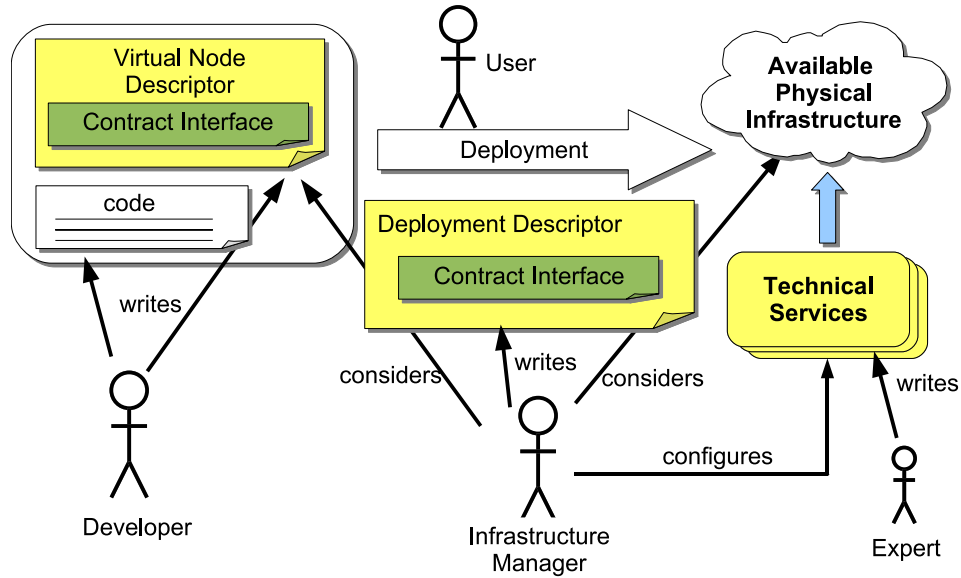 Virtual Node
Descriptor
Contract Interface
code
User
Deployment
Available
Physical
Infrastructure
Deployment Descriptor
Contract Interface
Technical
Services
writes
considers
writes
considers
writes
configures
Developer
Infrastructure
Manager
Expert